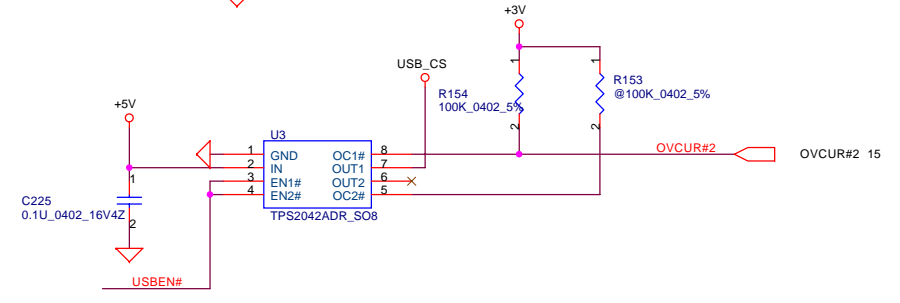 +3V
USB_CS
1
1
R153
@100K_0402_5%
R154
100K_0402_5%
2
2
+5V
U3
1
GND
OC1#
8
2
IN
OUT1
7
3
EN1#
OUT2
6
4
EN2#
OC2#
5
TPS2042ADR_SO8
OVCUR#2
OVCUR#2 15
1
C225
0.1U_0402_16V4Z
2
USBEN#